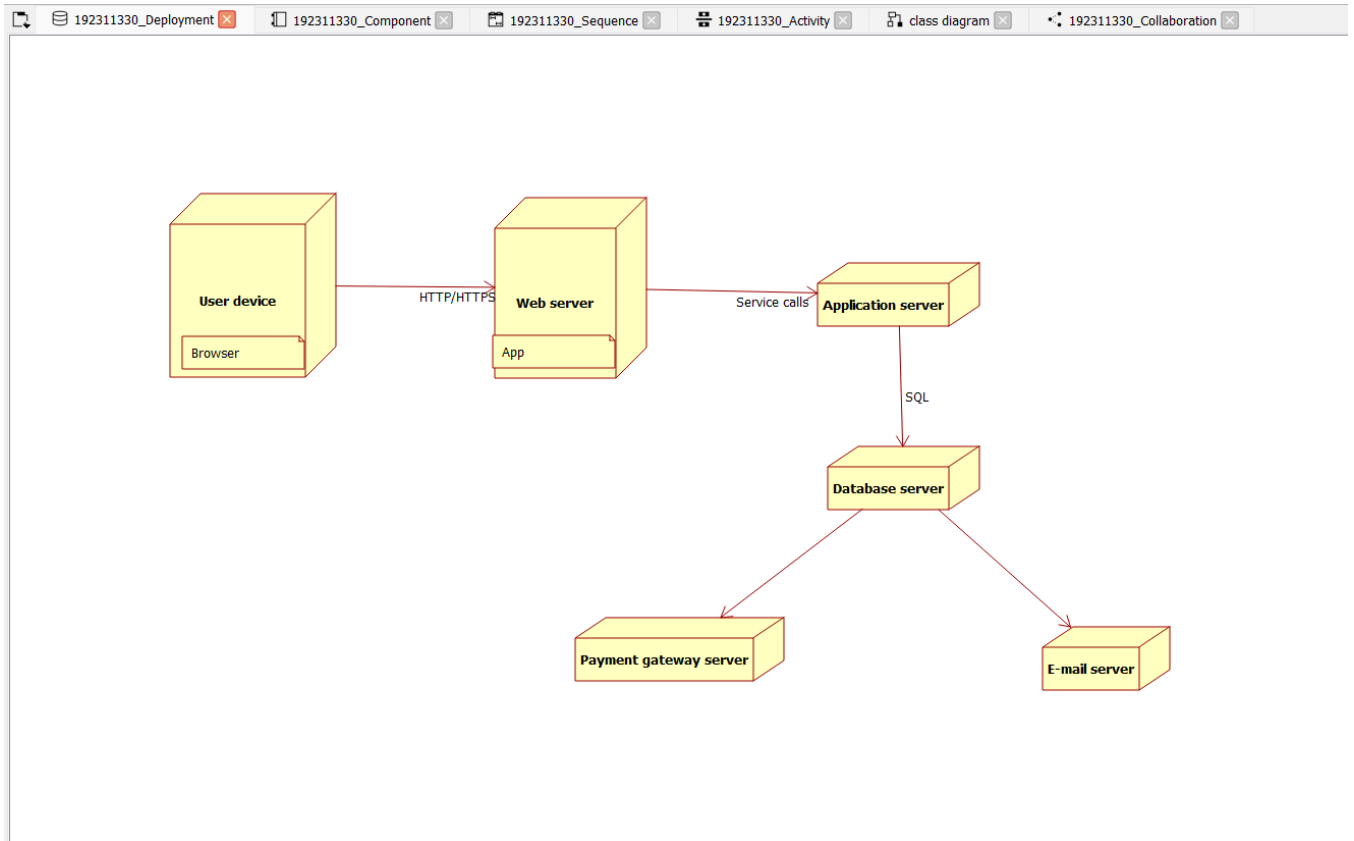 192311330_Deployment
192311330_Component
192311330_Sequence
192311330_Activity
class diagram
192311330_Collaboration
User device
Browser
HTTP/HTTPS
Web server
App
Service calls
Application server
SQL
Database server
Payment gateway server
E-mail server